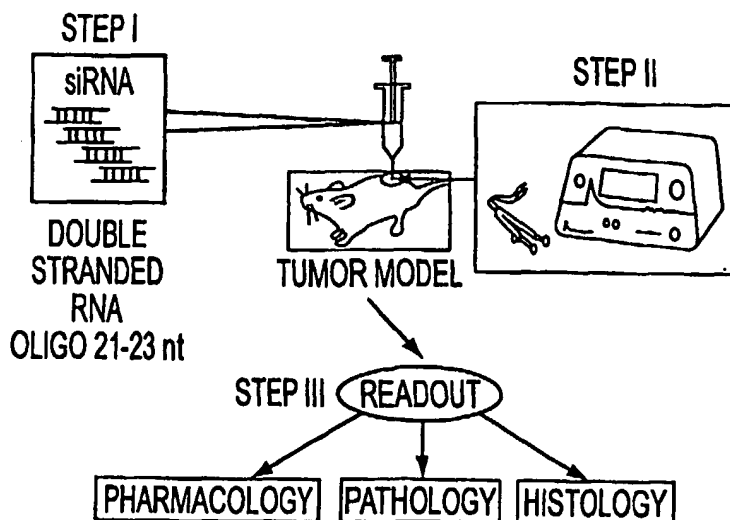 STEP I
siRNA
DOUBLE
STRANDED
RNA
OLIGO 21-23 nt
STEP II
TUMOR MODEL
STEP III
READOUT
PHARMACOLOGY
PATHOLOGY
HISTOLOGY